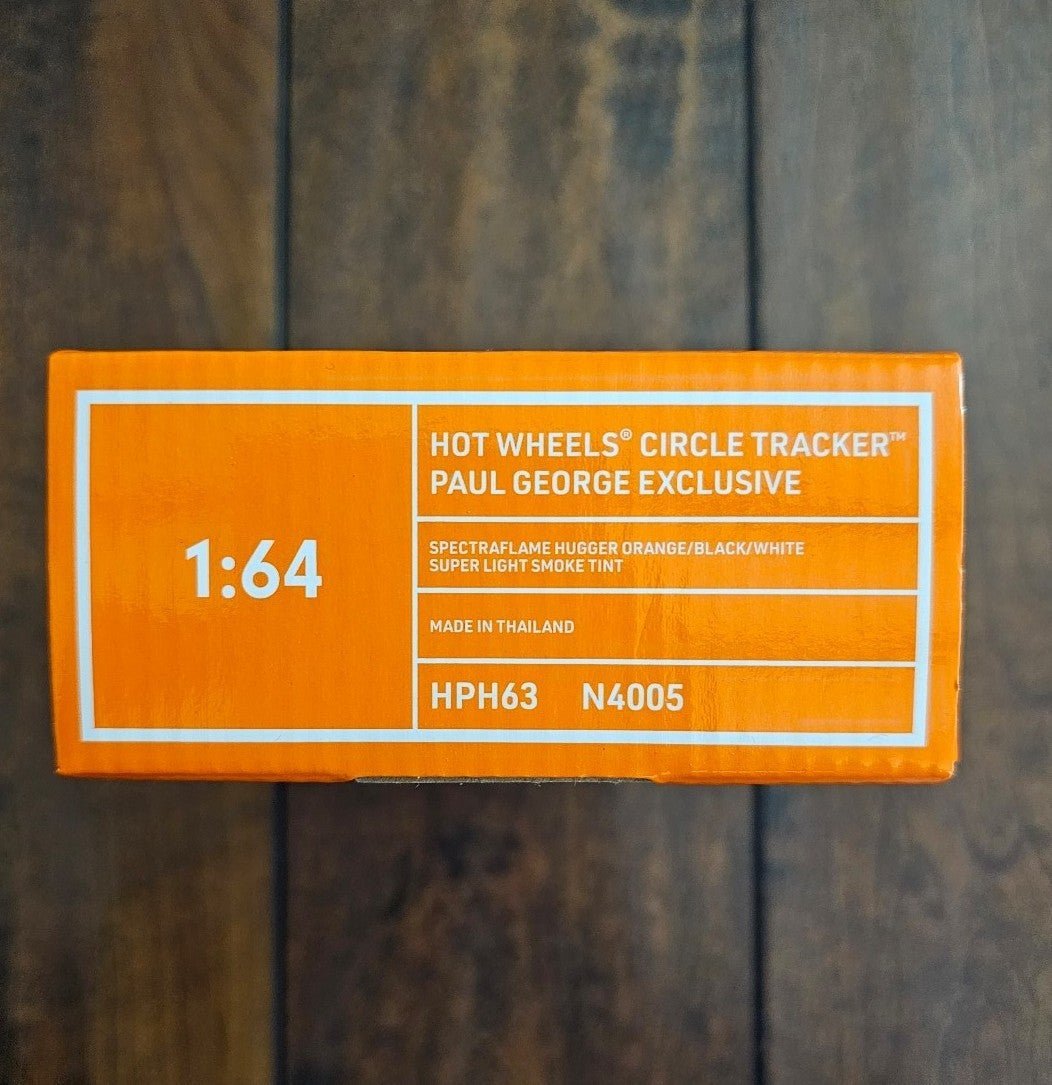 1:64
HOT WHEELS® CIRCLE TRACKER™
PAUL GEORGE EXCLUSIVE
SPECTRAFLAME HUGGER ORANGE/BLACK/WHITE
SUPER LIGHT SMOKE TINT
MADE IN THAILAND
HPH63 N4005